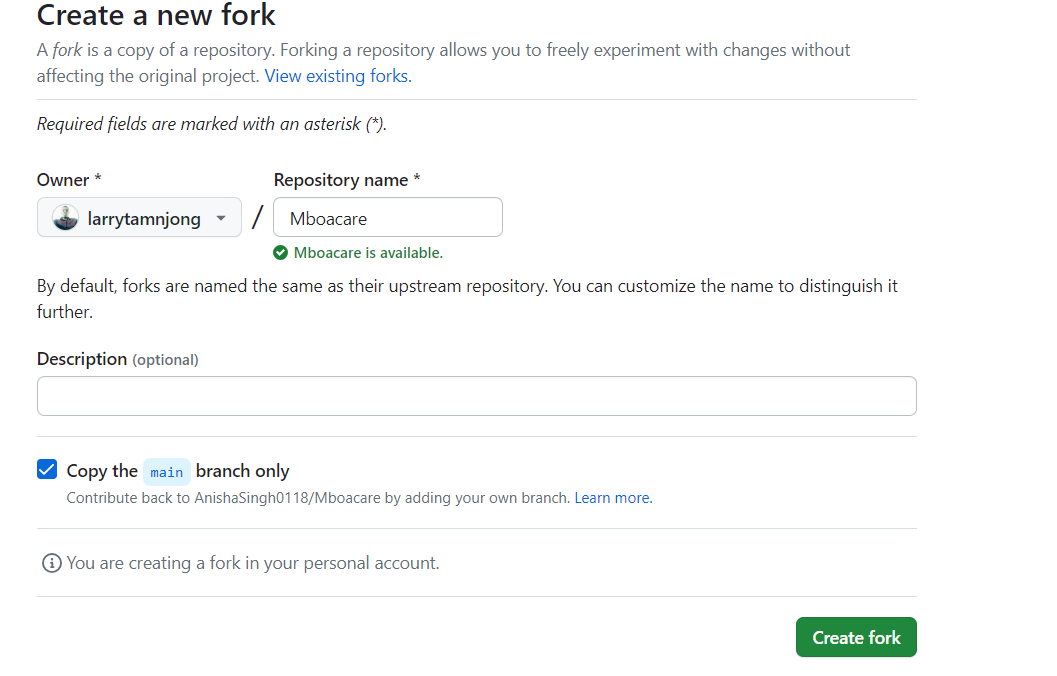 Create a new fork
A fork is a copy of a repository. Forking a repository allows you to freely experiment with changes without
affecting the original project. View existing forks.
Required fields are marked with an asterisk (*).
Owner * Repository name *
larrytamnjong / Mboacare
Mboacare is available.
By default, forks are named the same as their upstream repository. You can customize the name to distinguish it
further.
Description (optional)
Copy the main branch only
Contribute back to AnishaSingh0118/Mboacare by adding your own branch. Learn more.
You are creating a fork in your personal account.
Create fork